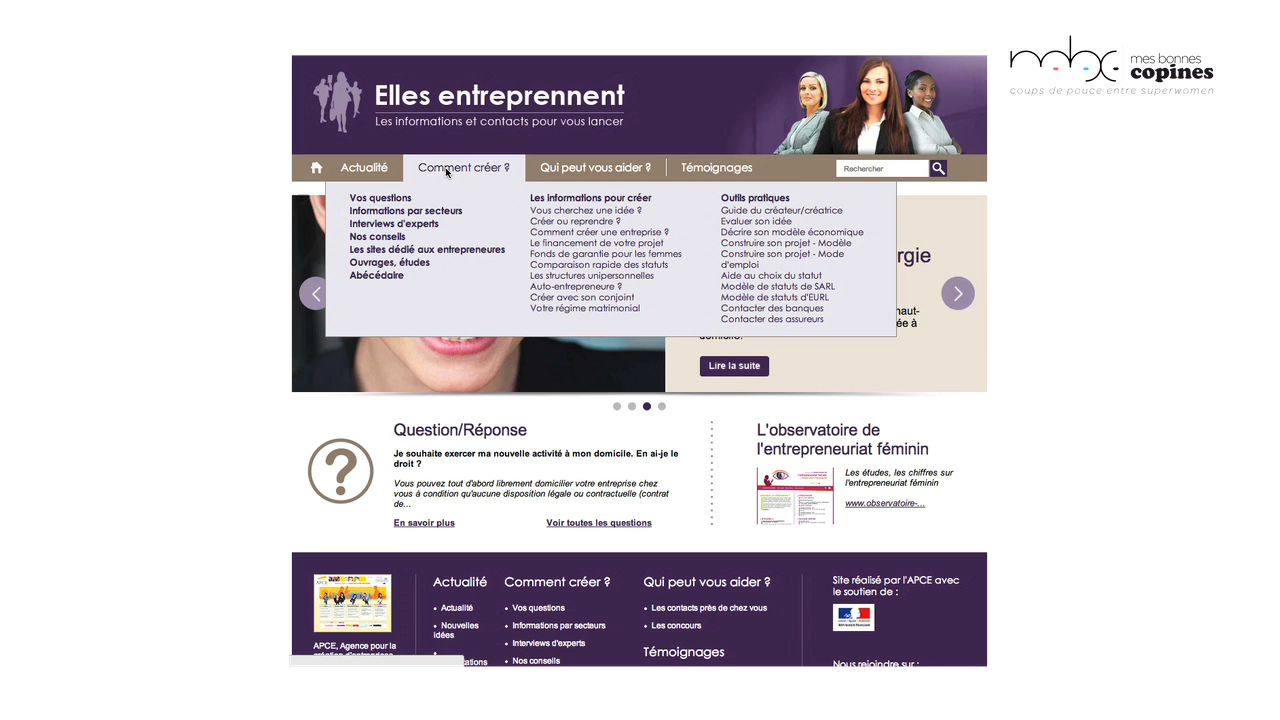 mes bonnes
copines
coups de pouce entre superwomen
Elles entreprennent
Les informations et contacts pour vous lancer
Actualité
Comment créer ?
Qui peut vous aider ?
Témoignages
Rechercher
Vos questions
Informations par secteurs
Interviews d'experts
Nos conseils
Les sites dédié aux entrepreneures
Ouvrages, études
Abécédaire
Les informations pour créer
Vous cherchez une idée ?
Créer ou reprendre ?
Comment créer une entreprise ?
Le financement de votre projet
Fonds de garantie pour les femmes
Comparaison rapide des statuts
Les structures unipersonnelles
Auto-entrepreneure ?
Créer avec son conjoint
Votre régime matrimonial
Outils pratiques
Guide du créateur/créatrice
Evaluer son idée
Décrire son modèle économique
Construire son projet - Modèle
Construire son projet - Mode
d'emploi
Aide au choix du statut
Modèle de statuts de SARL
Modèle de statuts d'EURL
Contacter des banques
Contacter des assureurs
rgie
haut-
ée à
domicile.
Lire la suite
Question/Réponse
Je souhaite exercer ma nouvelle activité à mon domicile. En ai-je le
droit ?
Vous pouvez tout d'abord librement domicilier votre entreprise chez
vous à condition qu'aucune disposition légale ou contractuelle (contrat
de...
En savoir plus
Voir toutes les questions
L'observatoire de
l'entrepreneuriat féminin
Les études, les chiffres sur
l'entrepreneuriat féminin
www.observatoire-...
APCE, Agence pour la
création d'entreprises
Actualité
• Actualité
• Nouvelles
idées
Comment créer ?
• Vos questions
• Informations par secteurs
• Interviews d'experts
• Nos conseils
Qui peut vous aider ?
• Les contacts près de chez vous
• Les concours
Témoignages
Site réalisé par l'APCE avec
le soutien de :
Nous rejoindre sur :